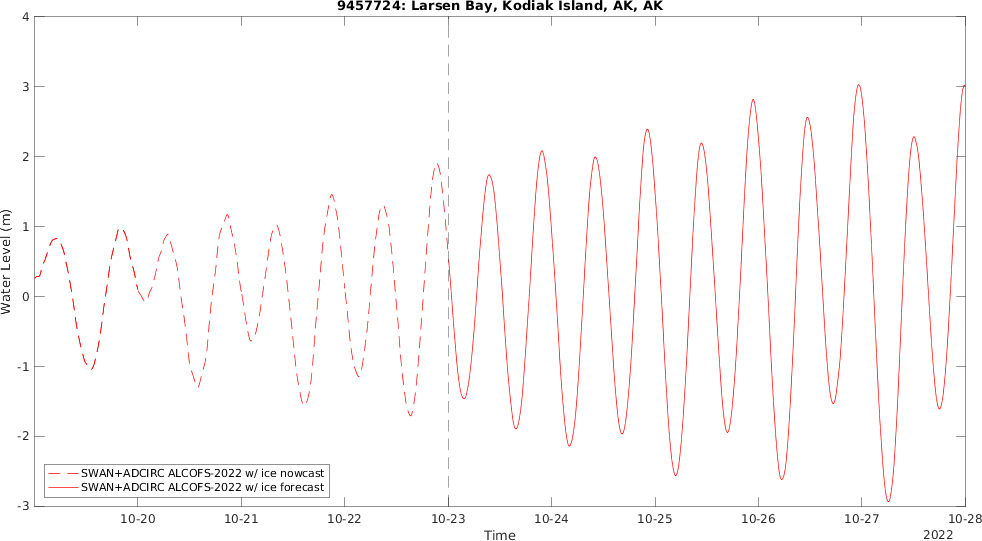 9457724: Larsen Bay, Kodiak Island, AK, AK
4
3
2
1
0
-1
-2
-3
Water Level (m)
SWAN+ADCIRC ALCOFS-2022 w/ ice nowcast
SWAN+ADCIRC ALCOFS-2022 w/ ice forecast
10-20 10-21 10-22 10-23 10-24 10-25 10-26 10-27 10-28
Time
2022